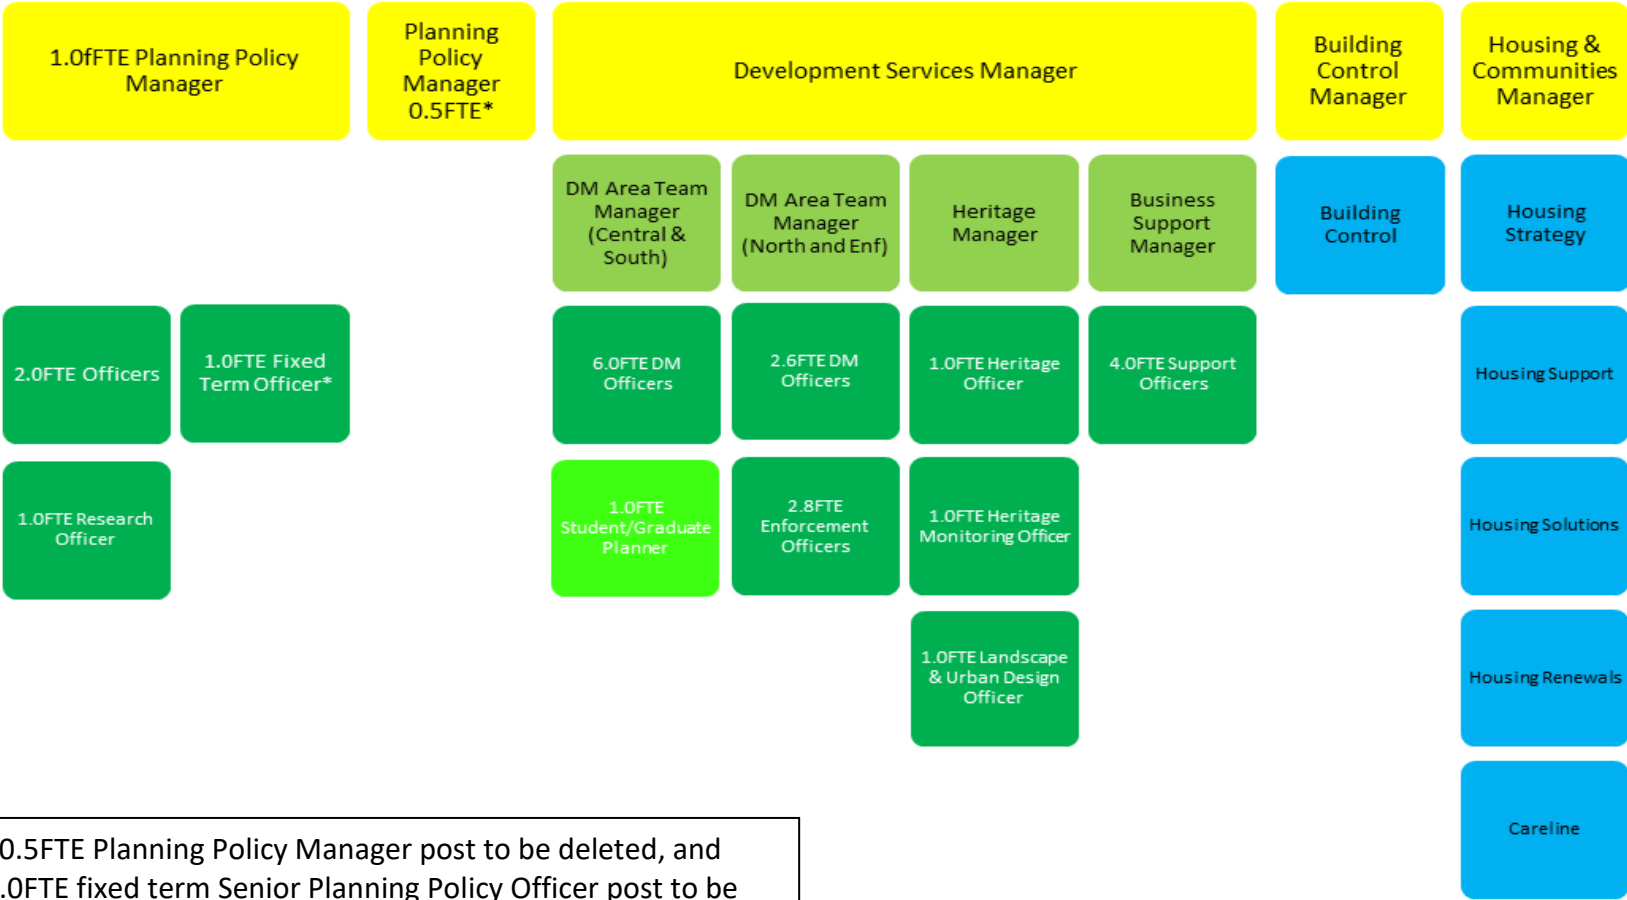 1.0fFTE Planning Policy
Manager
Planning
Policy
Manager
0.5FTE*
Development Services Manager
Building
Control
Manager
Housing &
Communities
Manager
DM Area Team
Manager
(Central &
South)
DM Area Team
Manager
(North and Enf)
Heritage
Manager
Business
Support
Manager
Building
Control
Housing
Strategy
2.0FTE Officers
1.0FTE Fixed
Term Officer*
6.0FTE DM
Officers
2.6FTE DM
Officers
1.0FTE Heritage
Officer
4.0FTE Support
Officers
Housing Support
1.0FTE Research
Officer
1.0FTE
Student/Graduate
Planner
2.8FTE
Enforcement
Officers
1.0FTE Heritage
Monitoring Officer
Housing Solutions
1.0FTE Landscape
& Urban Design
Officer
Housing Renewals
Careline
0.5FTE Planning Policy Manager post to be deleted, and
.0FTE fixed term Senior Planning Policy Officer post to be